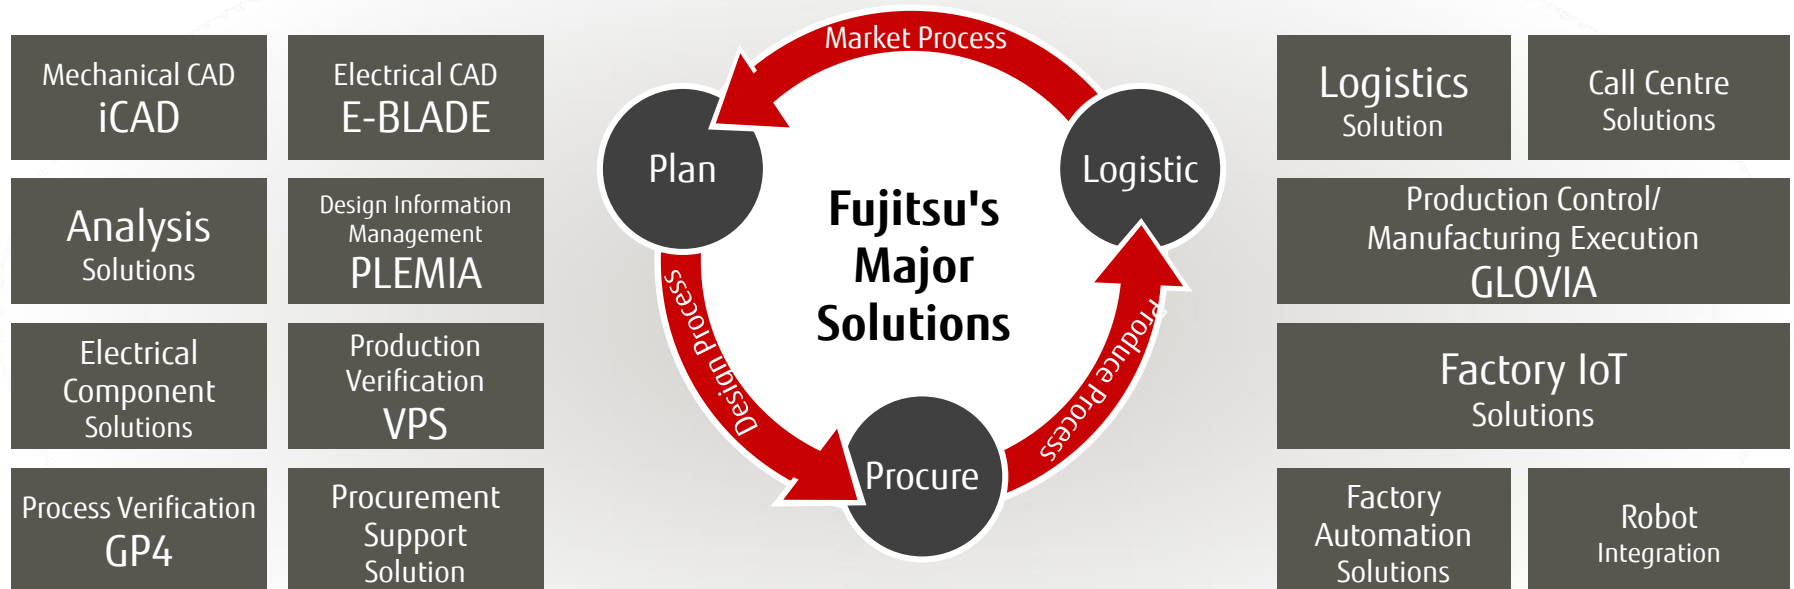 Mechanical CAD
iCAD
Electrical CAD
E-BLADE
Analysis
Solutions
Design Information
Management
PLEMIA
Electrical
Component
Solutions
Production
Verification
VPS
Process Verification
GP4
Procurement
Support
Solution
Market Process
Plan
Logistic
Fujitsu's
Major
Solutions
Design Process
Produce Process
Procure
Logistics
Solution
Call Centre
Solutions
Production Control/
Manufacturing Execution
GLOVIA
Factory IoT
Solutions
Factory
Automation
Solutions
Robot
Integration